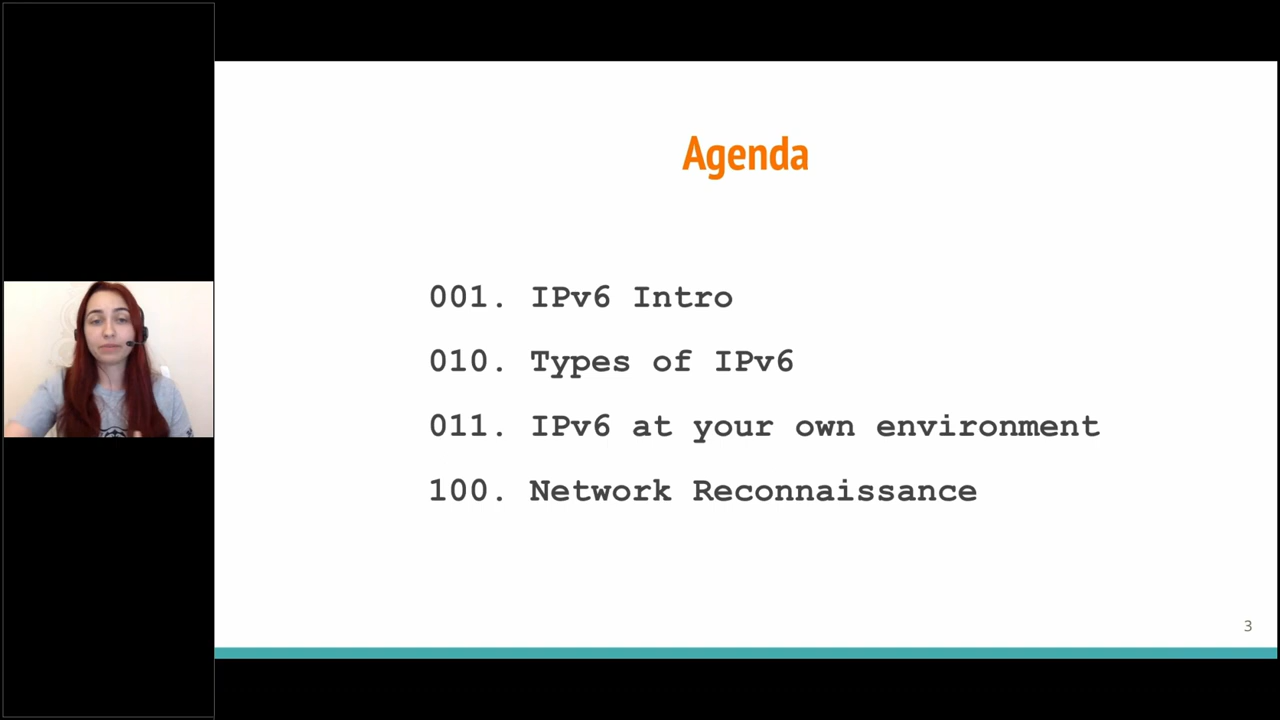 Agenda
001. IPv6 Intro
010. Types of IPv6
011. IPv6 at your own environment
100. Network Reconnaissance
3